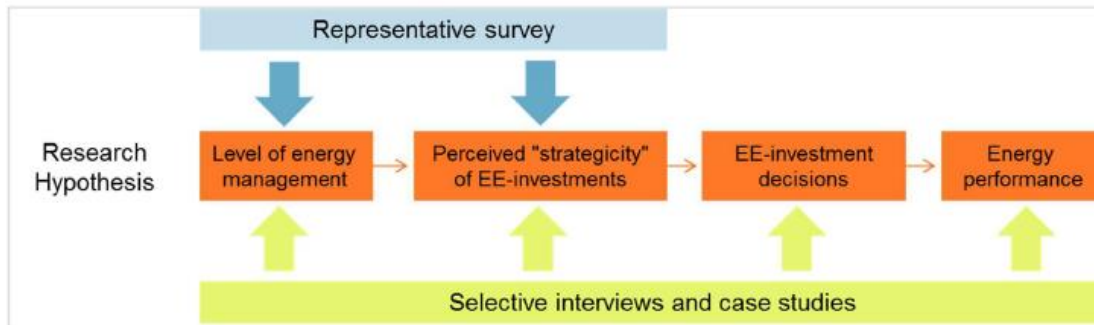 Representative survey
Research
Hypothesis
Level of energy
management
Perceived "strategicity"
of EE-investments
EE-investment
decisions
Energy
performance
Selective interviews and case studies